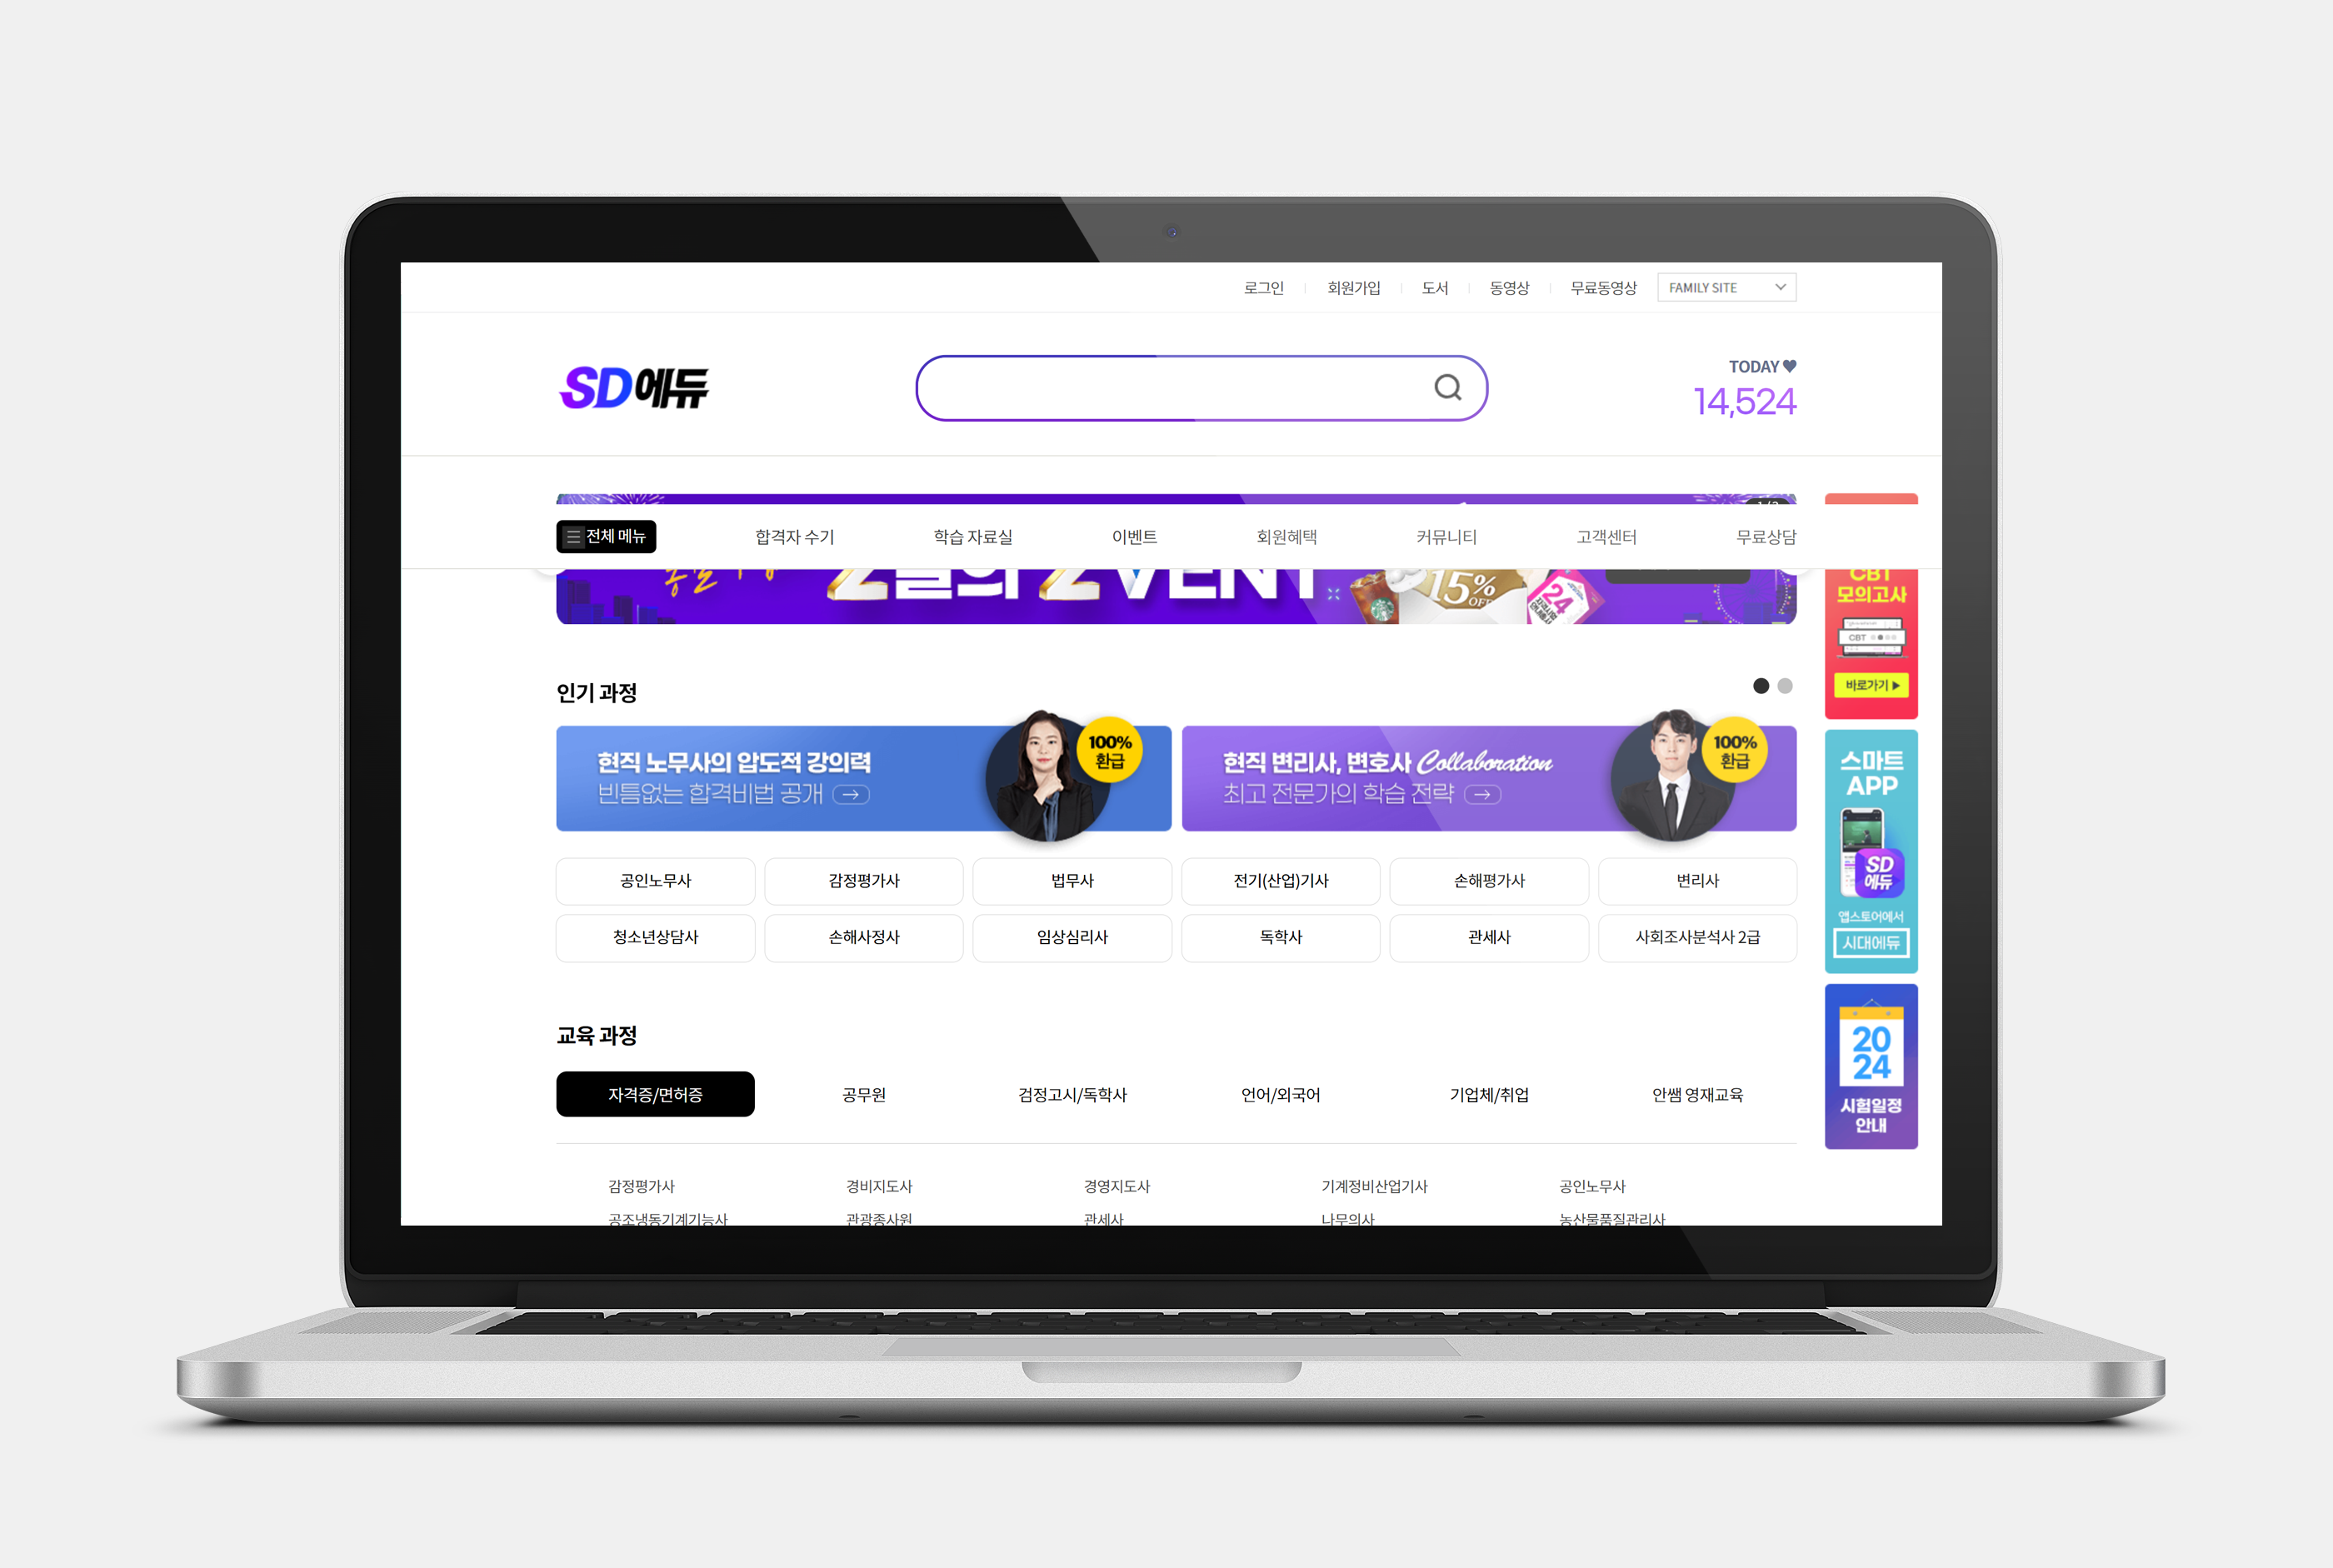 로그인 회원가입 도서 동영상 무료동영상 FAMILY SITE
SD에듀
TODAY♥
14,524
전체 메뉴 합격자 수기 학습 자료실 이벤트 회원혜택 커뮤니티 고객센터 무료상담
15%
OFF
24
CBT
모의고사
CBT
바로가기▶
인기 과정
현직 노무사의 압도적 강의력
빈틈없는 합격비법 공개
100%
환급
현직 변리사, 변호사 Collaboration
최고 전문가의 학습 전략
100%
환급
스마트
APP
SD
에듀
앱스토어에서
시대에듀
공인노무사 감정평가사 법무사 전기(산업)기사 손해평가사 변리사
청소년상담사 손해사정사 임상심리사 독학사 관세사 사회조사분석사 2급
20
24
시험일정
안내
교육 과정
자격증/면허증 공무원 검정고시/독학사 언어/외국어 기업체/취업 안쌤 영재교육
감정평가사 경비지도사 경영지도사 기계정비산업기사 공인노무사
공조냉동기계기능사 관광종사원 관세사 나무의사 농산물품질관리사